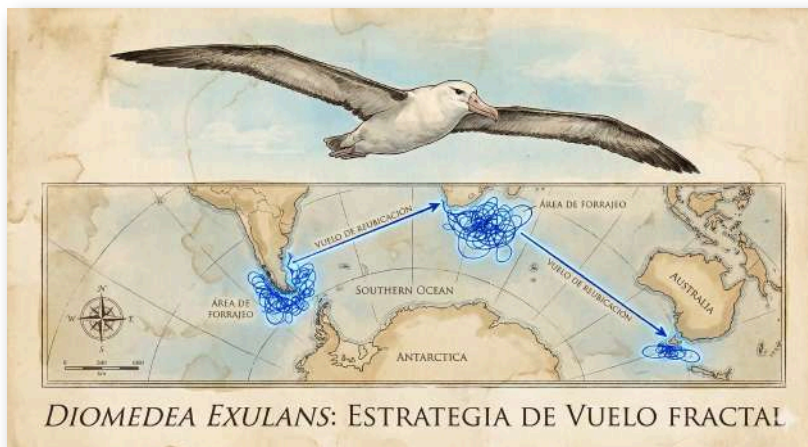 ÁREA DE FORRAJEO
VUELO DE REUBICACIÓN
VUELO DE REUBICACIÓN
AUSTRALIA
SOUTHERN OCEAN
ÁREA DE
FORRAJEO
N
W
S
ANTARCTICA
DIOMEDEA EXULANS: ESTRATEGIA DE VUELO FRACTAL